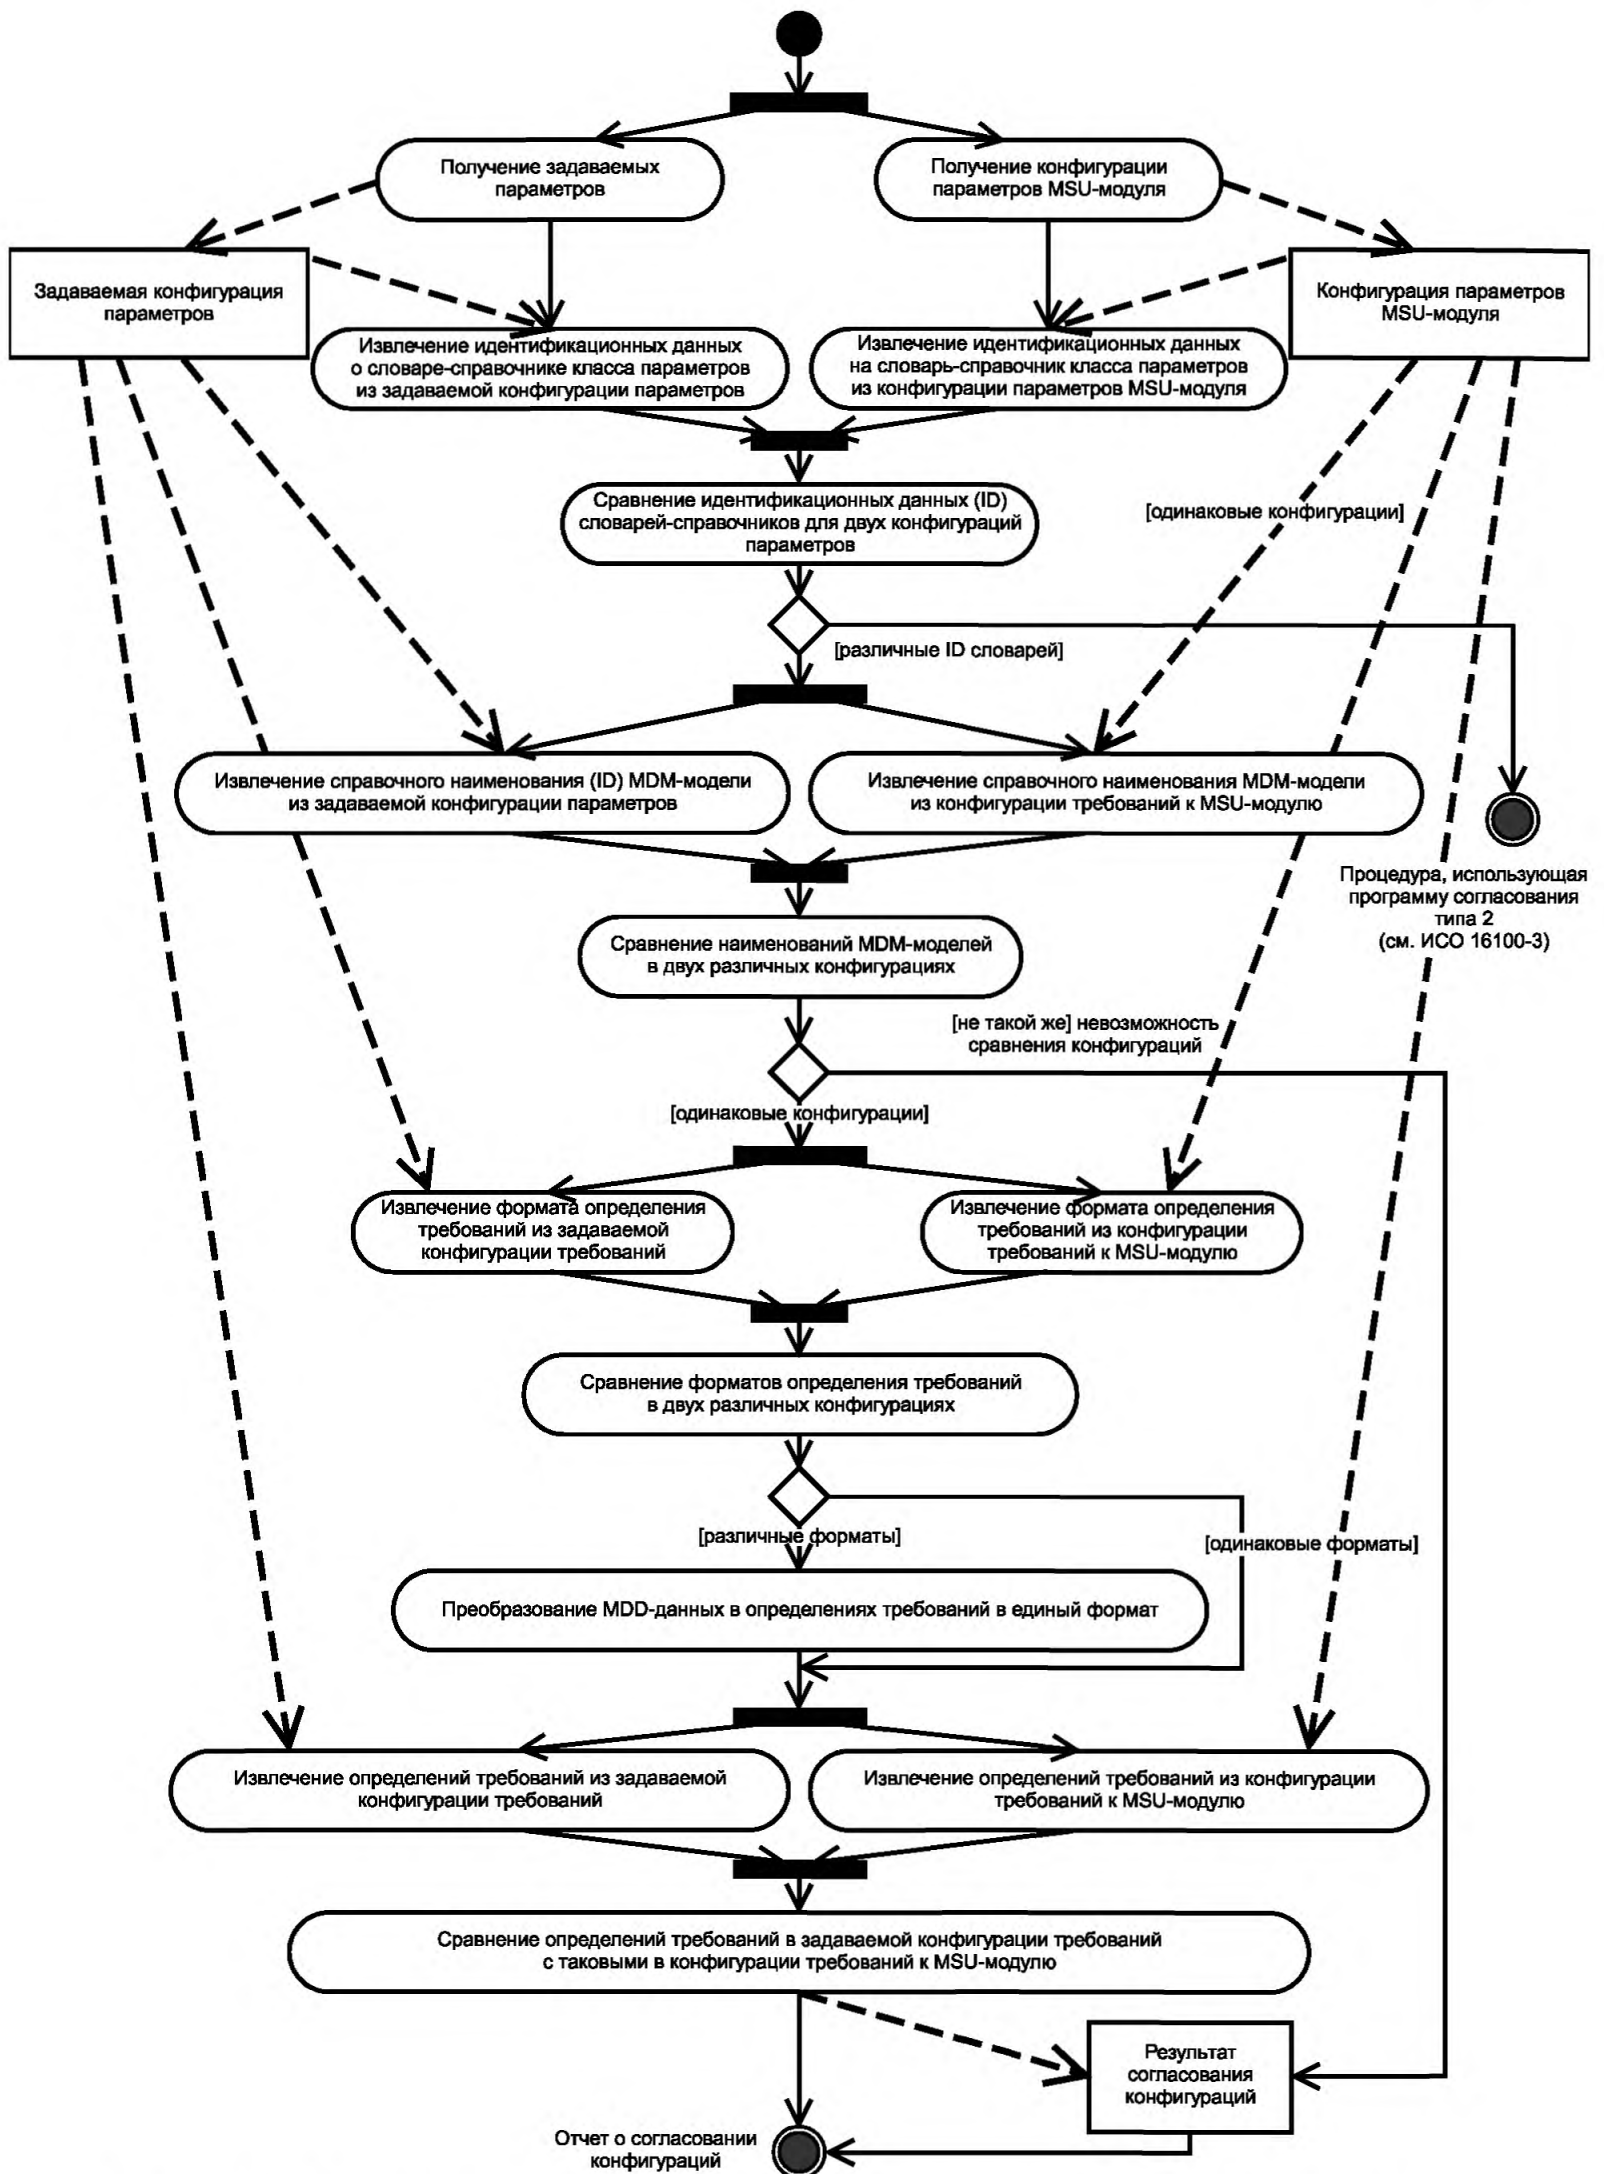 Получение задаваемых
параметров
Получение конфигурации
параметров MSU-модуля
Задаваемая конфигурация
параметров
Конфигурация параметров
MSU-модуля
Извлечение идентификационных данных
о словаре-справочнике класса параметров
из задаваемой конфигурации параметров
Извлечение идентификационных данных
на словарь-справочник класса параметров
из конфигурации параметров MSU-модуля
Сравнение идентификационных данных (ID)
словарей-справочников для двух конфигураций
параметров
[одинаковые конфигурации]
[различные ID словарей]
Извлечение справочного наименования (ID) MDM-модели
из задаваемой конфигурации параметров
Извлечение справочного наименования MDM-модели
из конфигурации требований к MSU-модулю
Процедура, использующая
программу согласования
типа 2
(см. ИСО 16100-3)
Сравнение наименований MDM-моделей
в двух различных конфигурациях
[не такой же] невозможность
сравнения конфигураций
[одинаковые конфигурации]
Извлечение формата определения
требований из задаваемой
конфигурации требований
Извлечение формата определения
требований из конфигурации
требований к MSU-модулю
Сравнение форматов определения требований
в двух различных конфигурациях
[различные форматы]
[одинаковые форматы]
Преобразование MDD-данных в определениях требований в единый формат
Извлечение определений требований из задаваемой
конфигурации требований
Извлечение определений требований из конфигурации
требований к MSU-модулю
Сравнение определений требований в задаваемой конфигурации требований
с таковыми в конфигурации требований к MSU-модулю
Результат
согласования
конфигураций
Отчет о согласовании
конфигураций